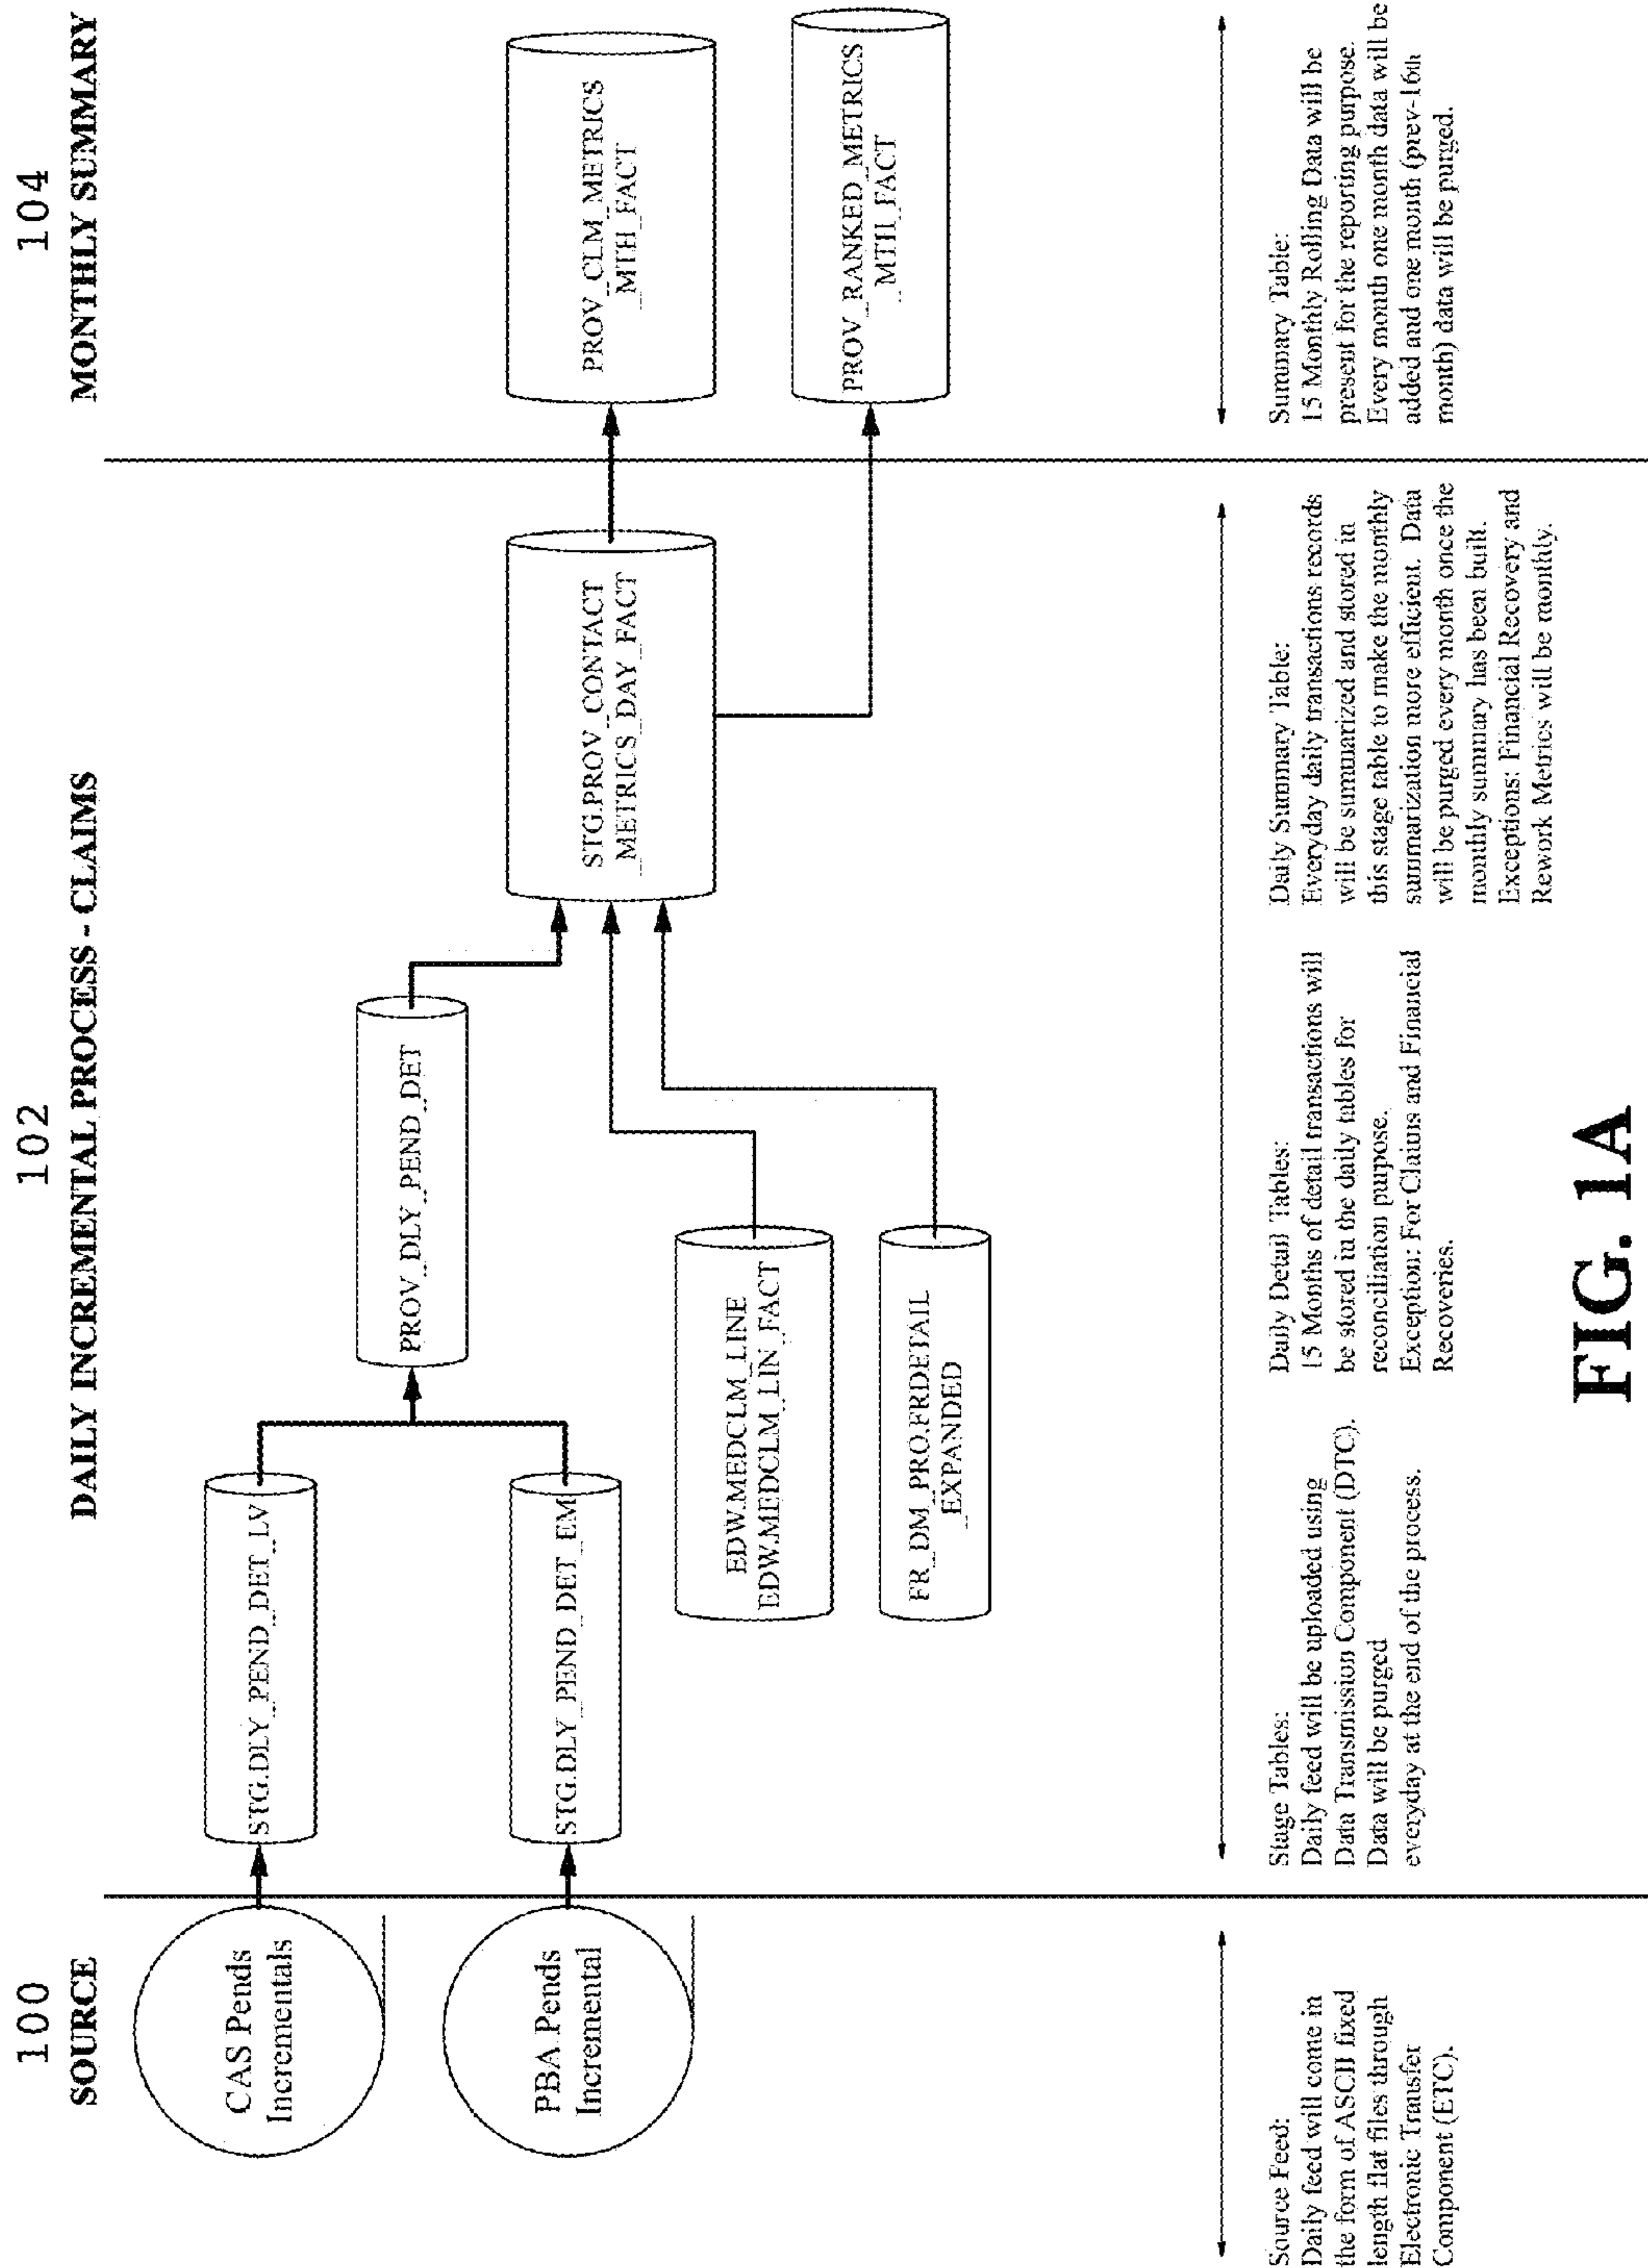 100
SOURCE
102
DAILY INCREMENTAL PROCESS - CLAIMS
104
MONTHLY SUMMARY
CAS Pends
Incrementals
PBA Pends
Incremental
STG.DLY_PEND_DET_LV
STG.DLY_PEND_DET_EM
PROV_DLY_PEND_DET
EDW.MEDCLM_LINE
EDW.MEDCLM_LIN_FACT
FR_DM_PRO.FRDETAIL
_EXPANDED
STG.PROV_CONTACT
_METRICS_DAY_FACT
PROV_CLM_METRICS
_MTH_FACT
PROV_RANKED_METRICS
_MTH_FACT
Source Feed:
Daily feed will come in
the form of ASCII fixed
length flat files through
Electronic Transfer
Component (ETC).
Stage Tables:
Daily feed will be uploaded using
Data Transmission Component (DTC).
Data will be purged
everyday at the end of the process.
Daily Detail Tables:
15 Months of detail transactions will
be stored in the daily tables for
reconciliation purpose.
Exception: For Claims and Financial
Recoveries.
Daily Summary Table:
Everyday daily transactions records
will be summarized and stored in
this stage table to make the monthly
summarization more efficient. Data
will be purged every month once the
monthly summary has been built.
Exceptions: Financial Recovery and
Rework Metrics will be monthly.
Summary Table:
15 Monthly Rolling Data will be
present for the reporting purpose.
Every month one month data will be
added and one month (prev-16th
month) data will be purged.
FIG. 1A